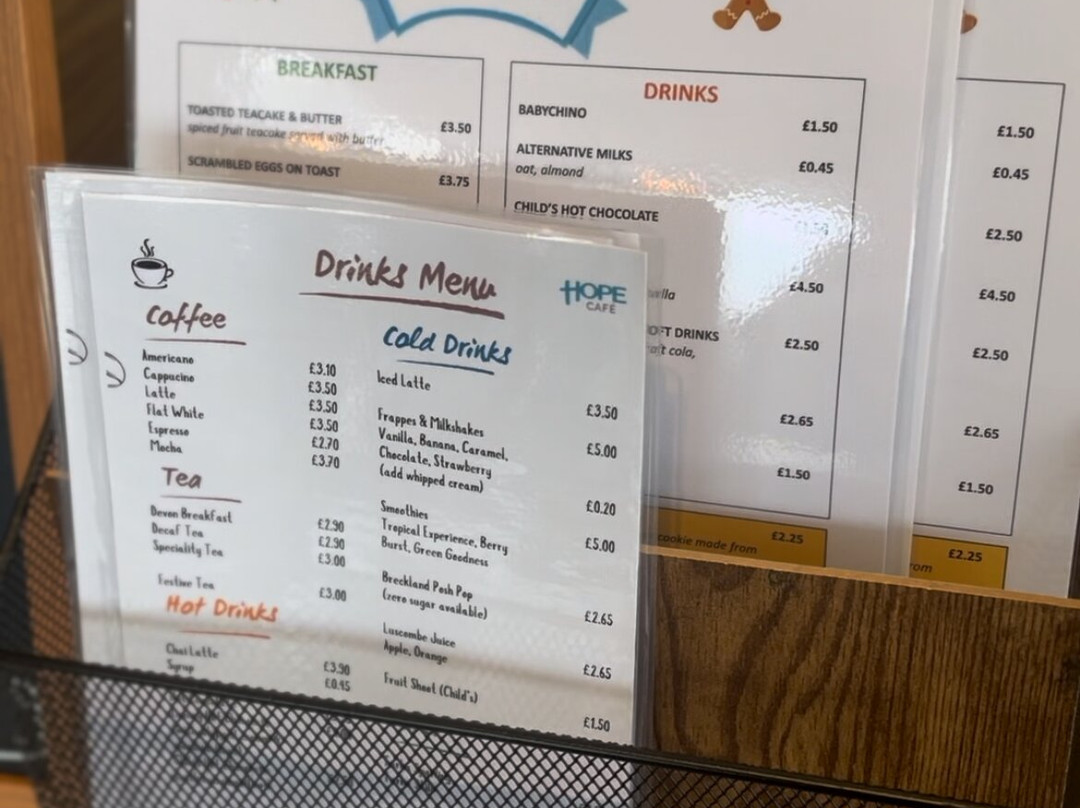 BREAKFAST
TOASTED TEACAKE & BUTTER
spiced fruit teacake served with butter
£3.50
SCRAMBLED EGGS ON TOAST
£3.75
DRINKS
BABYCHINO
£1.50
ALTERNATIVE MILKS
£0.45
oat, almond
CHILD'S HOT CHOCOLATE
£4.50
DRINKS
£2.50
cola,
£2.65
£1.50
cookie made from
£2.25
£1.50
£0.45
£2.50
£4.50
£2.50
£2.65
£1.50
£2.25
Drinks Menu
HOPE
CAFE
Coffee
Americano £3.10
Cappucino £3.50
Latte £3.50
Flat White £3.50
Espresso £2.70
Mocha £3.70
Tea
Devon Breakfast £2.90
Decaf Tea £2.90
Speciality Tea £3.00
Festive Tea £3.00
Hot Drinks
Chai Latte £3.90
Syrup £0.45
Cold Drinks
Iced Latte £3.50
Frappes & Milkshakes £5.00
Vanilla, Banana, Caramel,
Chocolate, Strawberry
(add whipped cream) £0.20
Smoothies £5.00
Tropical Experience, Berry
Burst, Green Goodness
Breckland Posh Pop
(zero sugar available) £2.65
Luscombe Juice
Apple, Orange £2.65
Fruit Shoot (Child's) £1.50